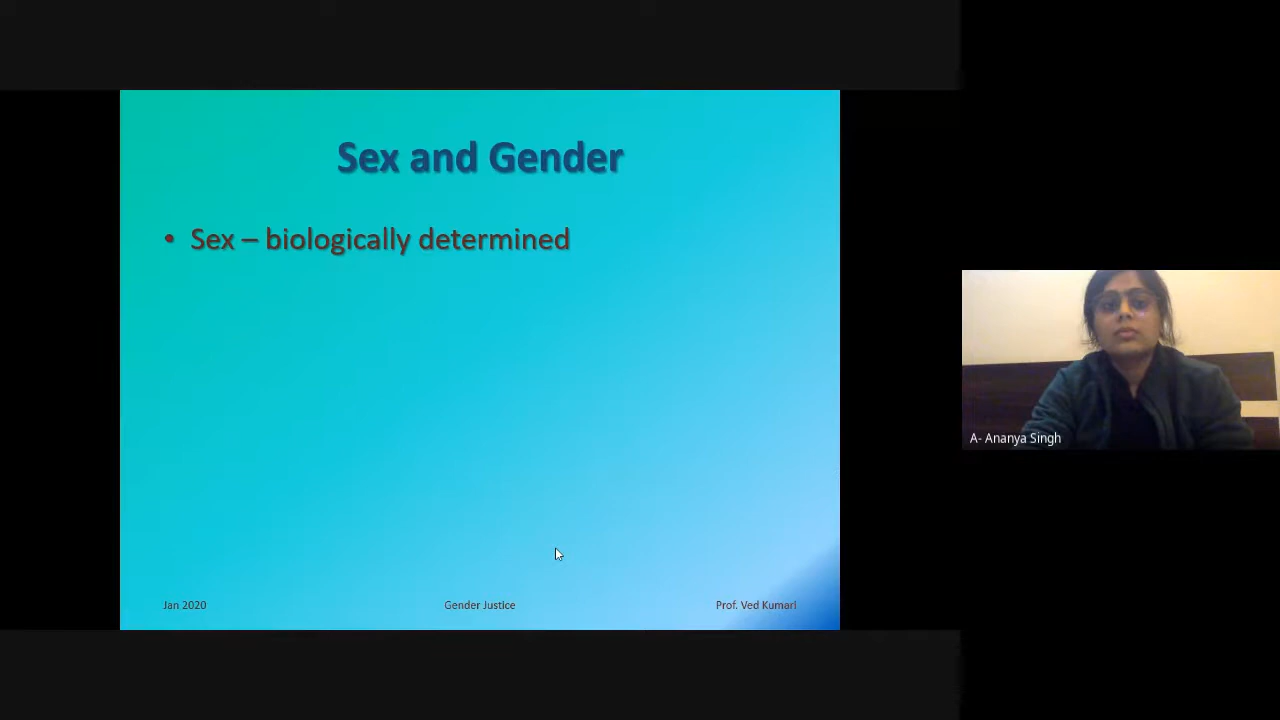 Sex and Gender
• Sex – biologically determined
Jan 2020
Gender Justice
Prof. Ved Kumari
A- Ananya Singh